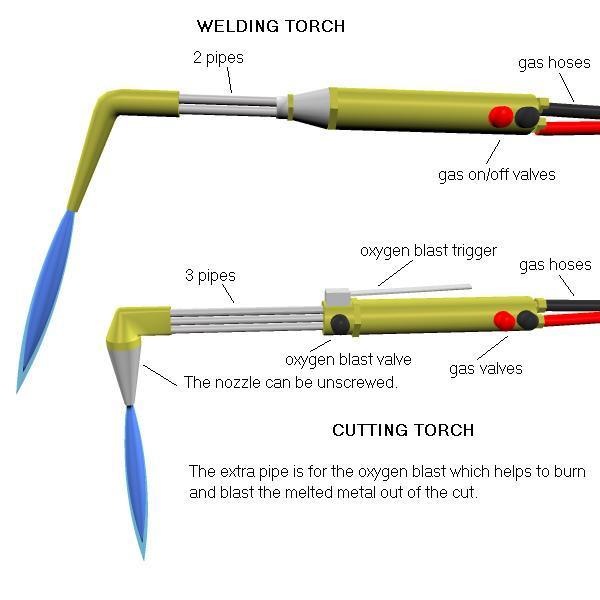 WELDING TORCH
2 pipes
gas hoses
gas on/off valves
oxygen blast trigger
3 pipes
gas hoses
oxygen blast valve
gas valves
The nozzle can be unscrewed.
CUTTING TORCH
The extra pipe is for the oxygen blast which helps to burn
and blast the melted metal out of the cut.